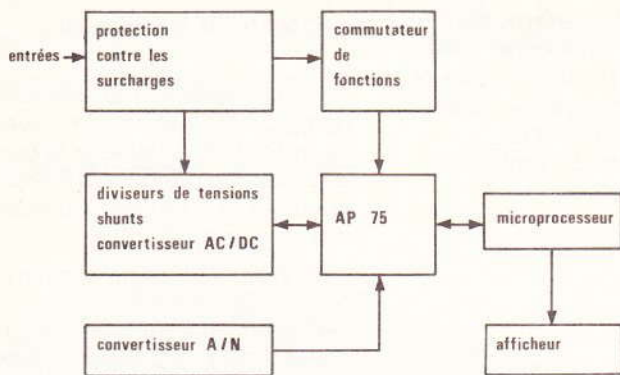 entrées
protection
contre les
surcharges
commutateur
de
fonctions
diviseurs de tensions
shunts
convertisseur AC/DC
AP 75
microprocesseur
convertisseur A/N
afficheur